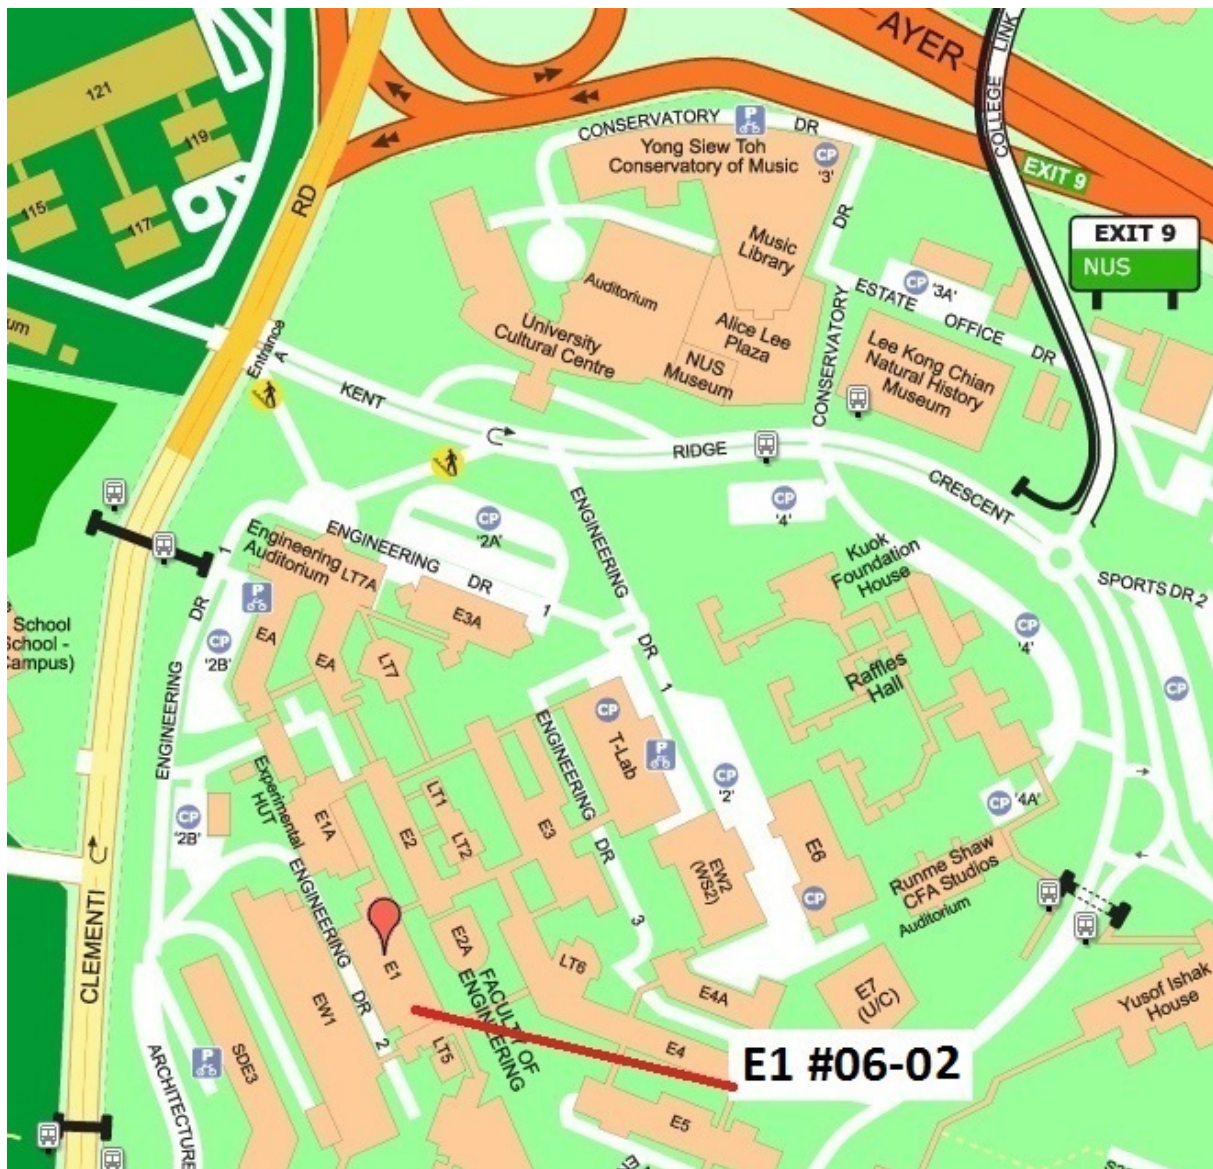 AYER
COLLEGE LINK
121
119
115
117
RD
CONSERVATORY
P
DR
Yong Siew Toh
Conservatory of Music
CP
'3'
EXIT 9
EXIT 9
NUS
Music
Library
DR
Auditorium
CP
'3A'
ESTATE OFFICE DR
University
Cultural Centre
Alice Lee
Plaza
NUS
Museum
CONSERVATORY
Lee Kong Chian
Natural History
Museum
Entrance
A
KENT
RIDGE
CRESCENT
CP
'4'
CP
'2A'
ENGINEERING DR 1
Engineering
Auditorium
LT7A
ENGINEERING DR 1
Kuok
Foundation
House
SPORTS DR 2
School
School -
Campus)
DR 1
P
CP
'2B'
EA
EA
LT7
E3A
CP
'4'
Raffles
Hall
CP
ENGINEERING
ENGINEERING DR 3
CP
T-Lab
P
CP
'2'
CP
'4A'
Experimental
HUT
CP
'2B'
E1A
E2
LT1
LT2
E3
EW2
(WS2)
E6
CP
Runme Shaw
CFA Studios
Auditorium
CLEMENTI
ENGINEERING DR 2
E1
E2A
FACULTY OF
ENGINEERING
LT6
E4A
E7
(U/C)
Yusof Ishak
House
EW1
SDE3
P
ARCHITECTURE
LT5
E4
E5
E1 #06-02